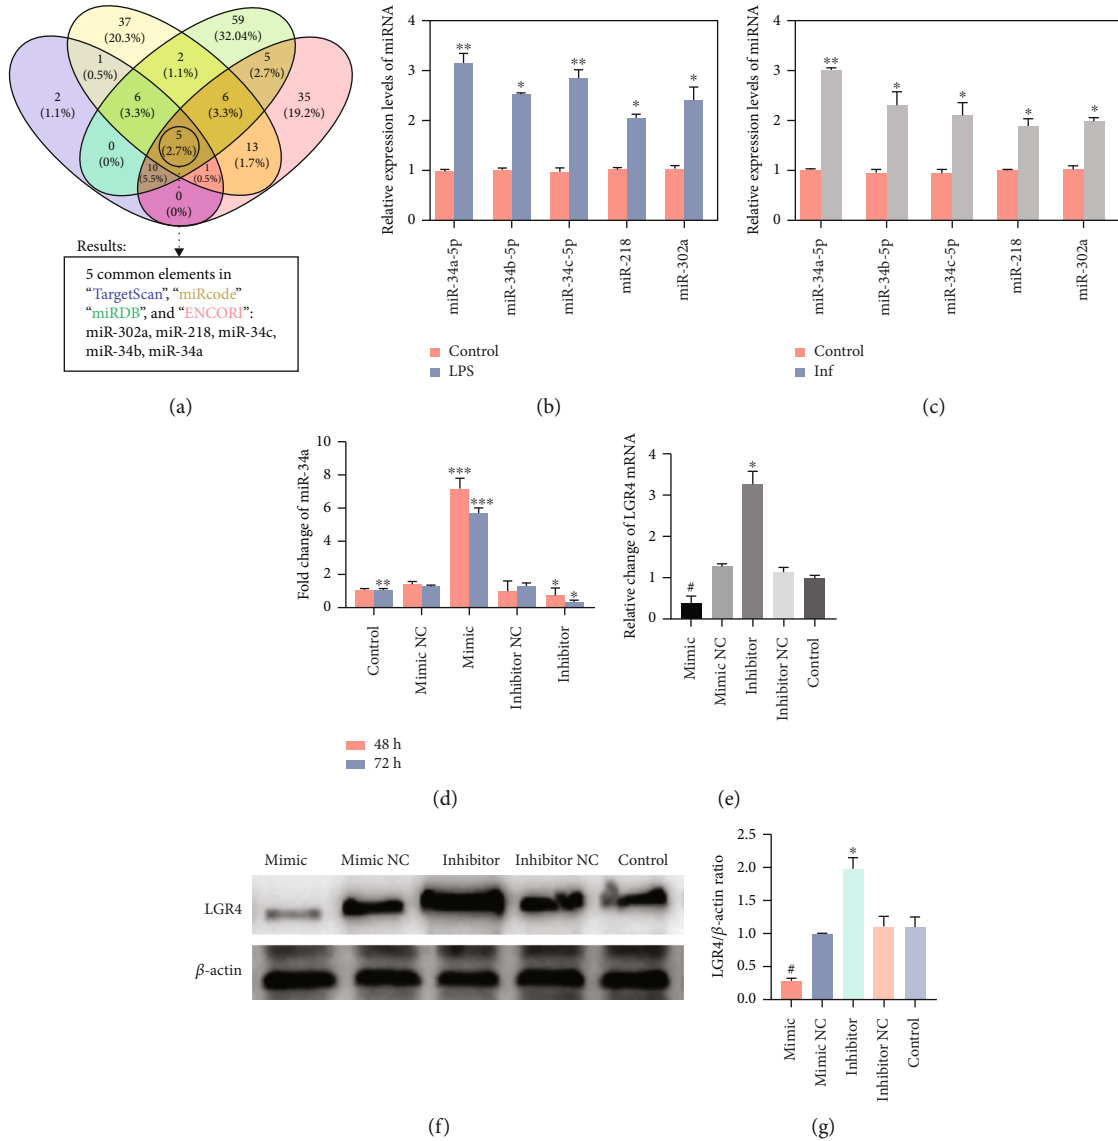 37
(20.3%)
59
(32.04%)
1
(0.5%)
2
(1.1%)
5
(2.7%)
2
(1.1%)
6
(3.3%)
6
(3.3%)
35
(19.2%)
0
(0%)
5
(2.7%)
13
(1.7%)
10
(5.5%)
1
(0.5%)
0
(0%)
Results:
5 common elements in
“TargetScan”, “miRcode”
“miRDB”, and “ENCORI”:
miR-302a, miR-218, miR-34c,
miR-34b, miR-34a
(a)
Relative expression levels of miRNA
4
3
2
1
0
**
*
**
*
*
miR-34a-5p
miR-34b-5p
miR-34c-5p
miR-218
miR-302a
Control
LPS
(b)
Relative expression levels of miRNA
4
3
2
1
0
**
*
*
*
*
miR-34a-5p
miR-34b-5p
miR-34c-5p
miR-218
miR-302a
Control
Inf
(c)
Fold change of miR-34a
10
8
6
4
2
0
**
***
***
*
*
Control
Mimic NC
Mimic
Inhibitor NC
Inhibitor
48 h
72 h
(d)
Relative change of LGR4 mRNA
4
3
2
1
0
#
*
Mimic
Mimic NC
Inhibitor
Inhibitor NC
Control
(e)
Mimic Mimic NC Inhibitor Inhibitor NC Control
LGR4
β-actin
(f)
LGR4/β-actin ratio
2.5
2.0
1.5
1.0
0.5
0.0
#
*
Mimic
Mimic NC
Inhibitor
Inhibitor NC
Control
(g)